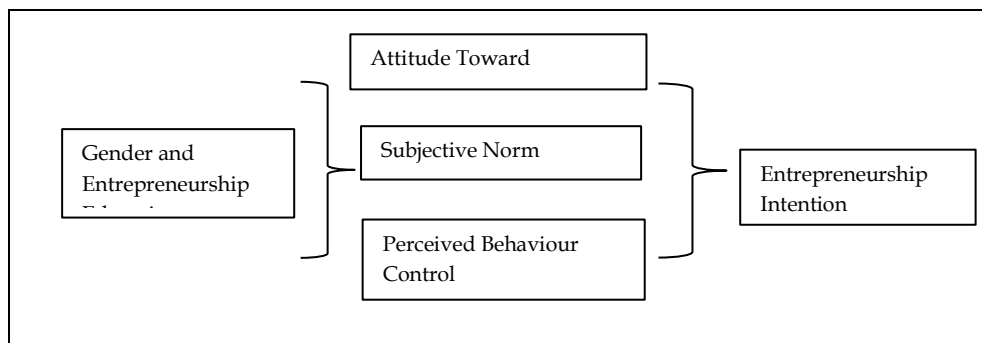 Attitude Toward
Gender and
Entrepreneurship
Subjective Norm
Perceived Behaviour
Control
Entrepreneurship
Intention